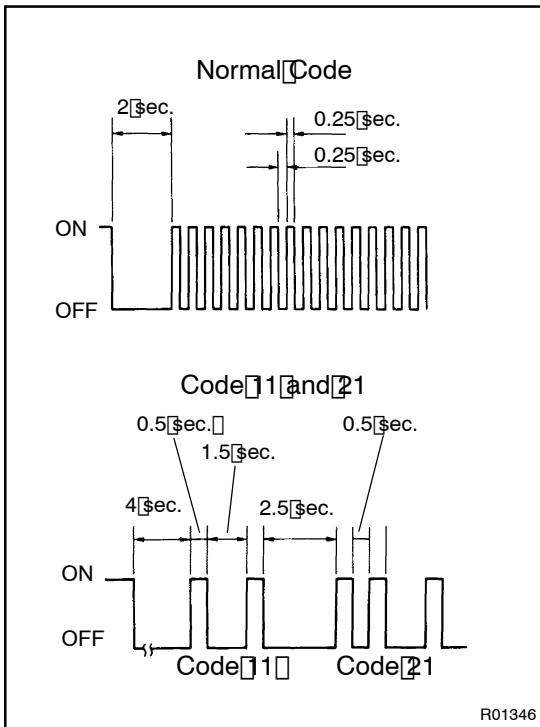 Normal Code
2 sec.
0.25 sec.
0.25 sec.
ON
OFF
Code 11 and 21
0.5 sec.
0.5 sec.
1.5 sec.
4 sec.
2.5 sec.
ON
OFF
Code 11
Code 21
R01346